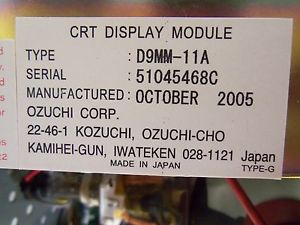 CRT DISPLAY MODULE
TYPE : D9MM-11A
SERIAL : 51045468C
MANUFACTURED: OCTOBER 2005
OZUCHI CORP.
22-46-1 KOZUCHI, OZUCHI-CHO
KAMIHEI-GUN, IWATEKEN 028-1121 Japan
MADE IN JAPAN
TYPE-G